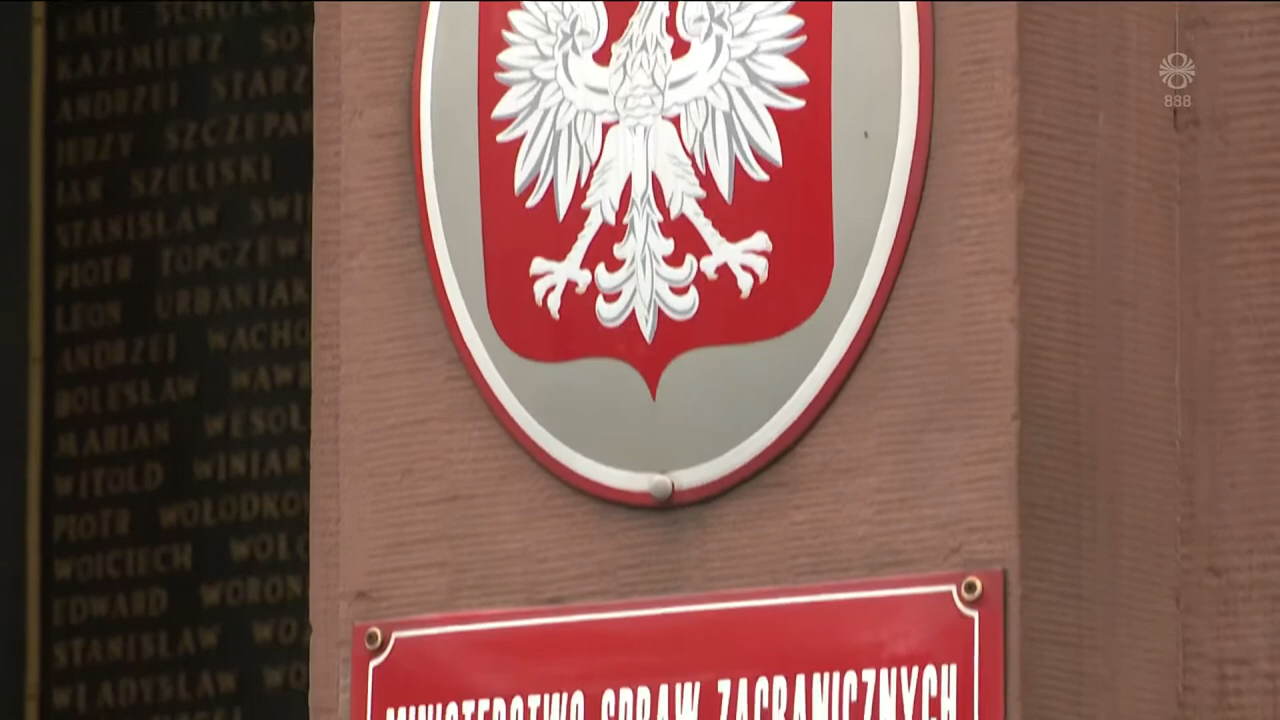 EMIL
KAZIMIERZ
ANDRZEJ STARZ
JERZY SZCZEPA
JAN SZELISKI
STANISŁAW
PIOTR TOPCZEW
LEON URBANIAK
ANDRZEJ WACHO
BOLESŁAW WAW
MARIAN WESOŁ
WITOLD WINIAR
PIOTR WOŁODKO
WOJCIECH
EDWARD WORON
STANISŁAW
WŁADYSŁAW
888
MINISTERSTWO SPRAW ZAGRANICZNYCH